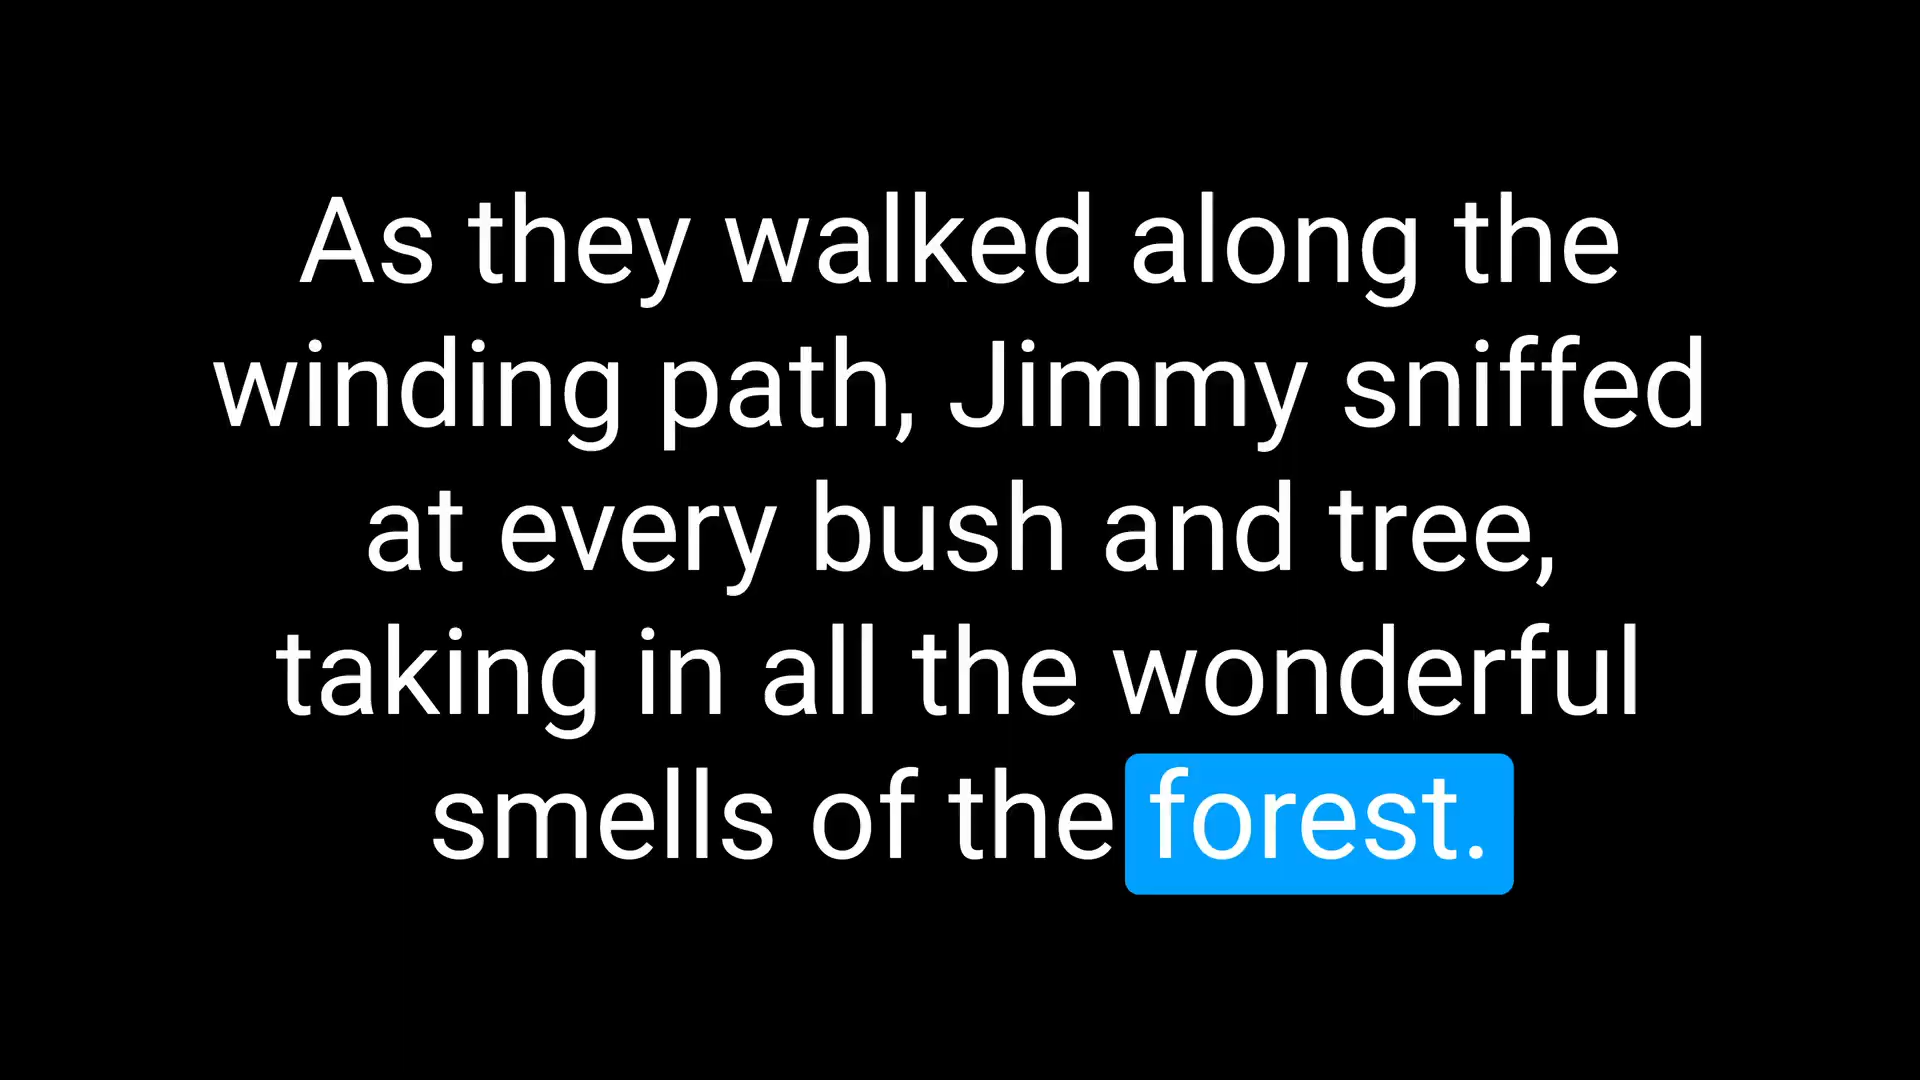 As they walked along the
winding path, Jimmy sniffed
at every bush and tree,
taking in all the wonderful
smells of the forest.